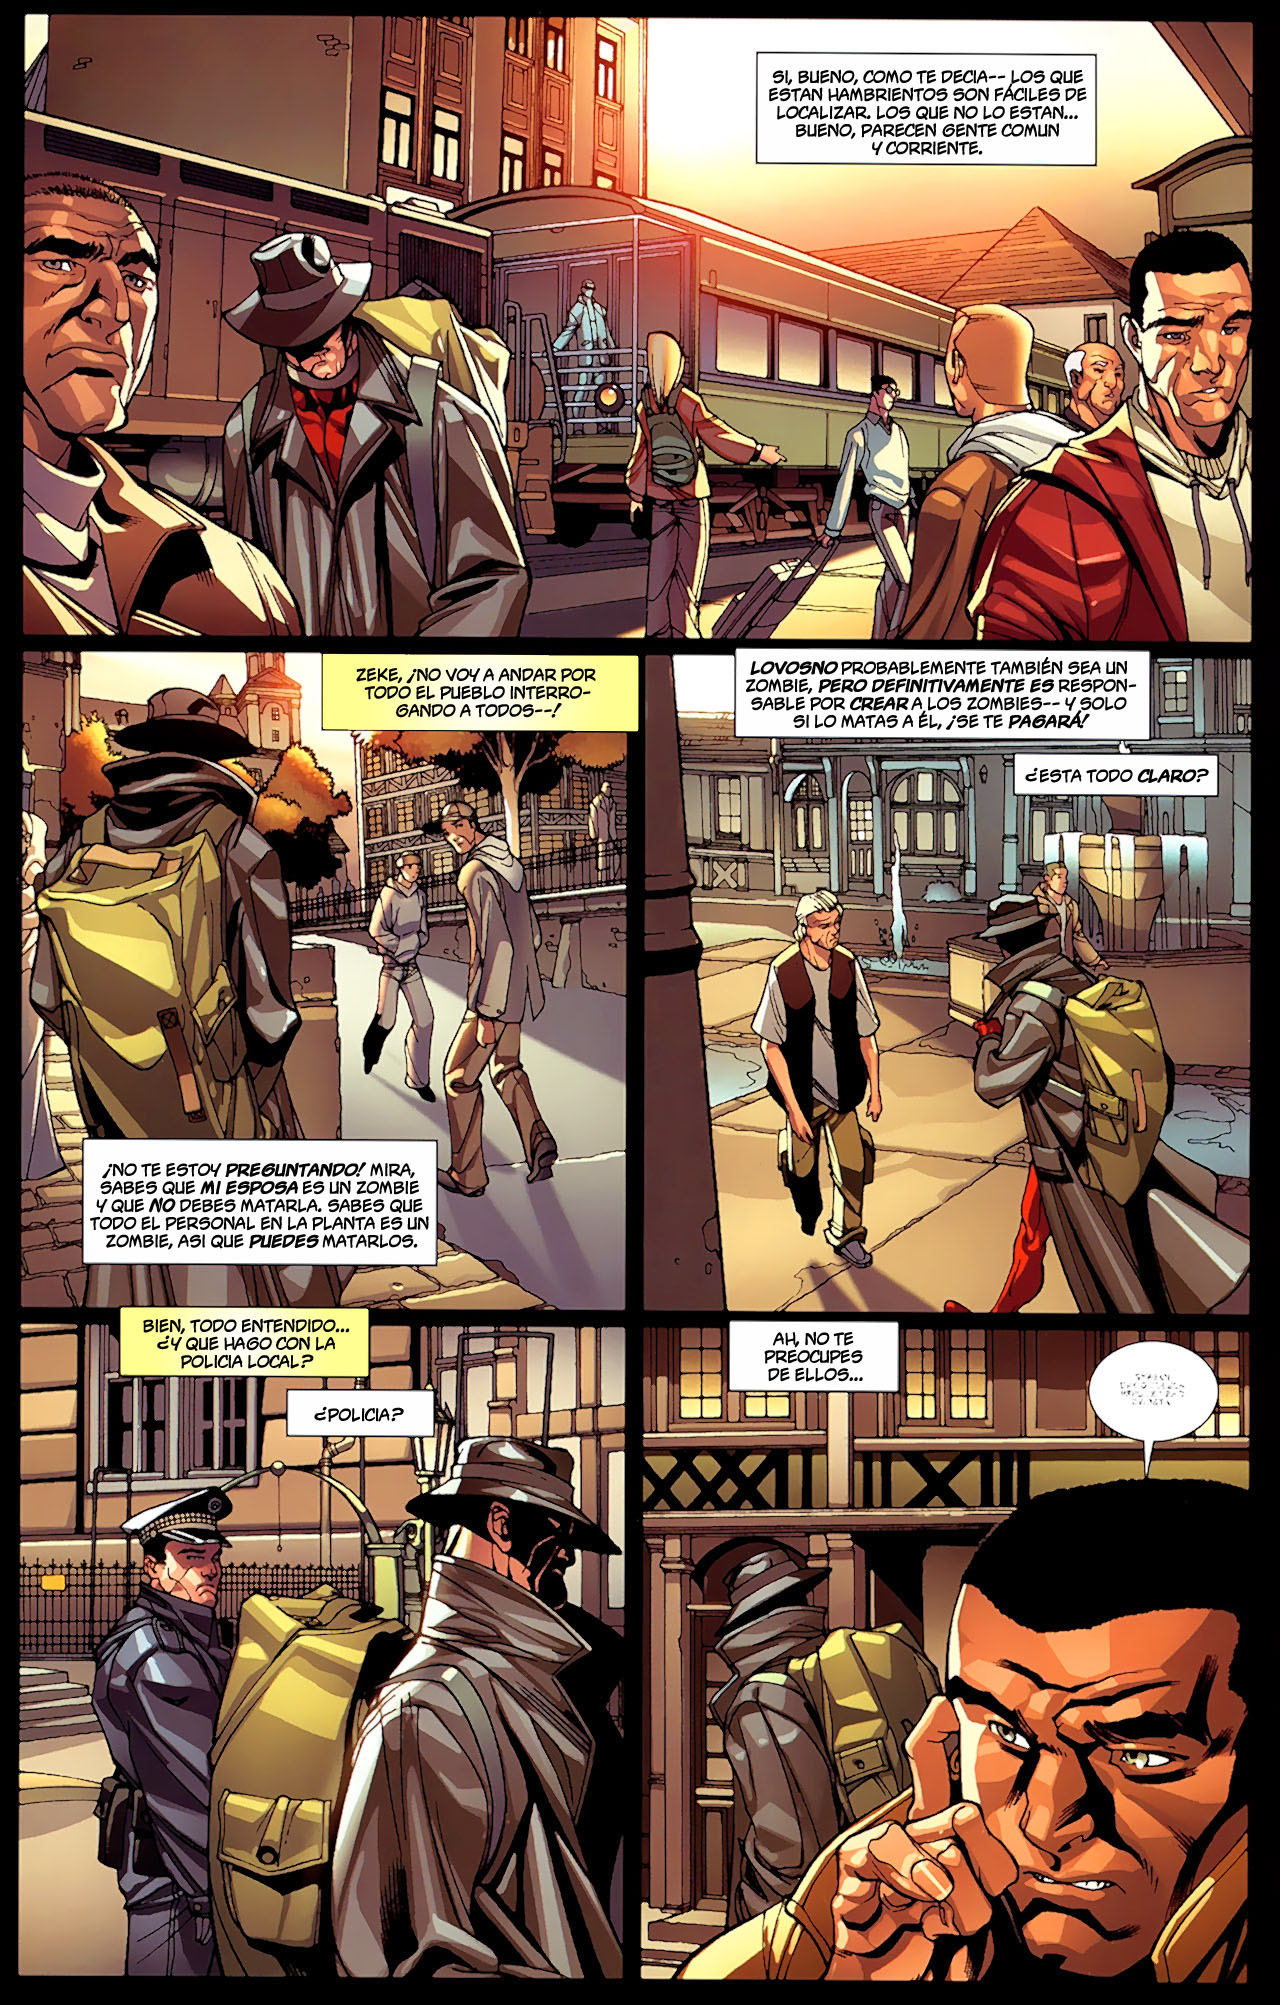 SI, BUENO, COMO TE DECIA-- LOS QUE
ESTAN HAMBRIENTOS SON FÁCILES DE
LOCALIZAR. LOS QUE NO LO ESTAN...
BUENO, PARECEN GENTE COMUN
Y CORRIENTE.
ZEKE, ¡NO VOY A ANDAR POR
TODO EL PUEBLO INTERRO-
GANDO A TODOS--!
¡NO TE ESTOY PREGUNTANDO! MIRA,
SABES QUE MI ESPOSA ES UN ZOMBIE
Y QUE NO DEBES MATARLA. SABES QUE
TODO EL PERSONAL EN LA PLANTA ES UN
ZOMBIE, ASI QUE PUEDES MATARLOS.
LOVOSNO PROBABLEMENTE TAMBIÉN SEA UN
ZOMBIE, PERO DEFINITIVAMENTE ES RESPON-
SABLE POR CREAR A LOS ZOMBIES-- Y SOLO
SI LO MATAS A ÉL, ¡SE TE PAGARÁ!
¿ESTA TODO CLARO?
BIEN, TODO ENTENDIDO...
¿Y QUE HAGO CON LA
POLICIA LOCAL?
¿POLICIA?
AH, NO TE
PREOCUPES
DE ELLOS...